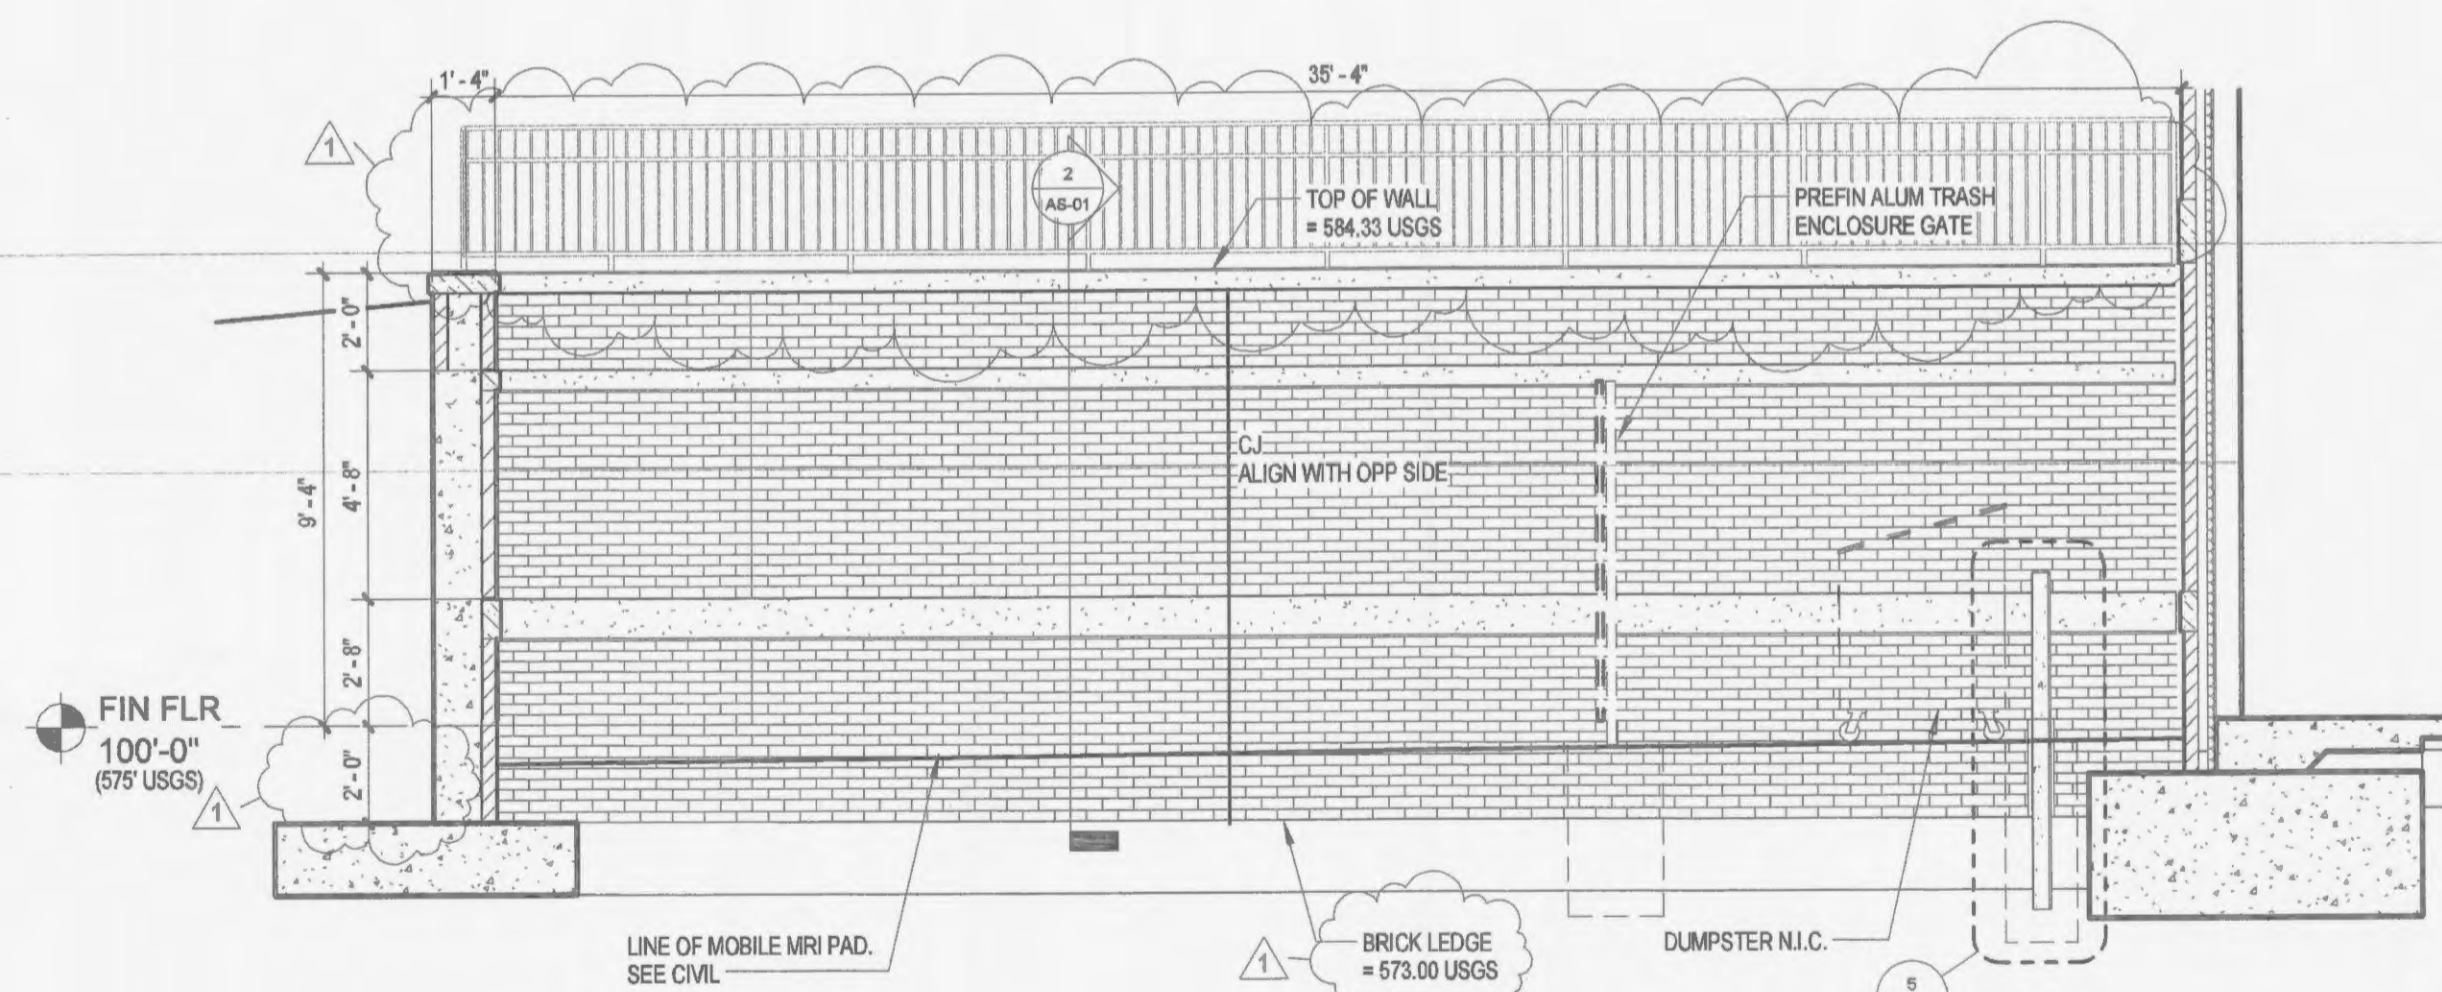 1' - 4"
35' - 4"
1
2
A6-01
TOP OF WALL
= 584.33 USGS
PREFIN ALUM TRASH
ENCLOSURE GATE
2' - 0"
9' - 4"
4' - 8"
CJ
ALIGN WITH OPP SIDE
2' - 8"
FIN FLR
100'-0"
(575' USGS)
1
2' - 0"
LINE OF MOBILE MRI PAD.
SEE CIVIL
1
BRICK LEDGE
= 573.00 USGS
DUMPSTER N.I.C.
5